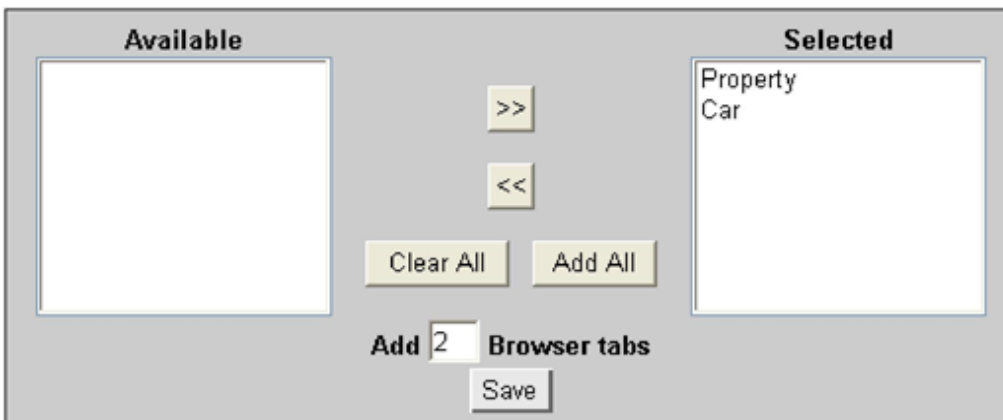 Available
Selected
Property
Car
>>
<<
Clear All
Add All
Add 2 Browser tabs
Save